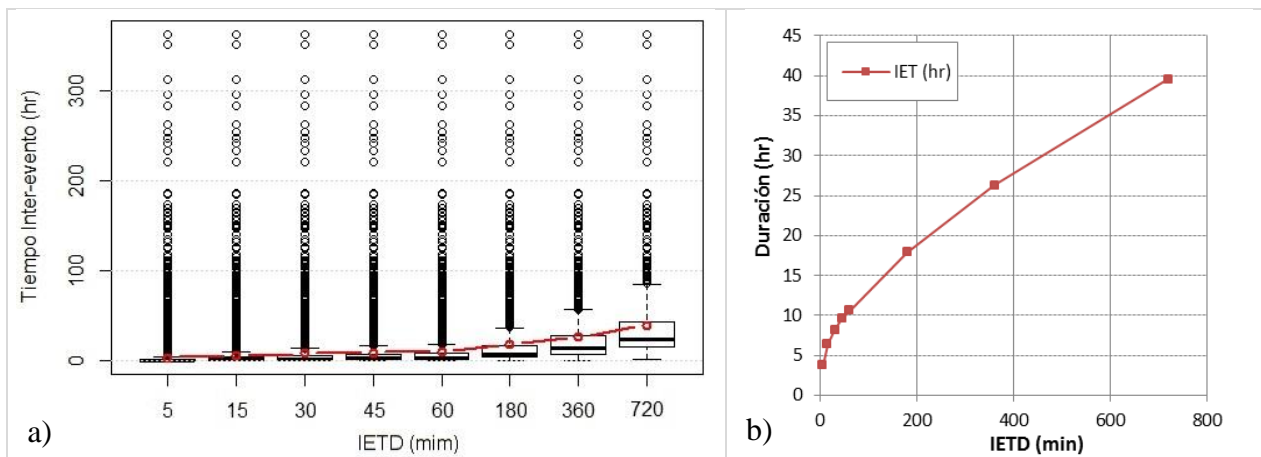 Tiempo Inter-evento (hr)
300
200
100
0
5 15 30 45 60 180 360 720
IETD (mim)
a)
Duración (hr)
45
40
35
30
25
20
15
10
5
0
IET (hr)
0 200 400 600 800
IETD (min)
b)